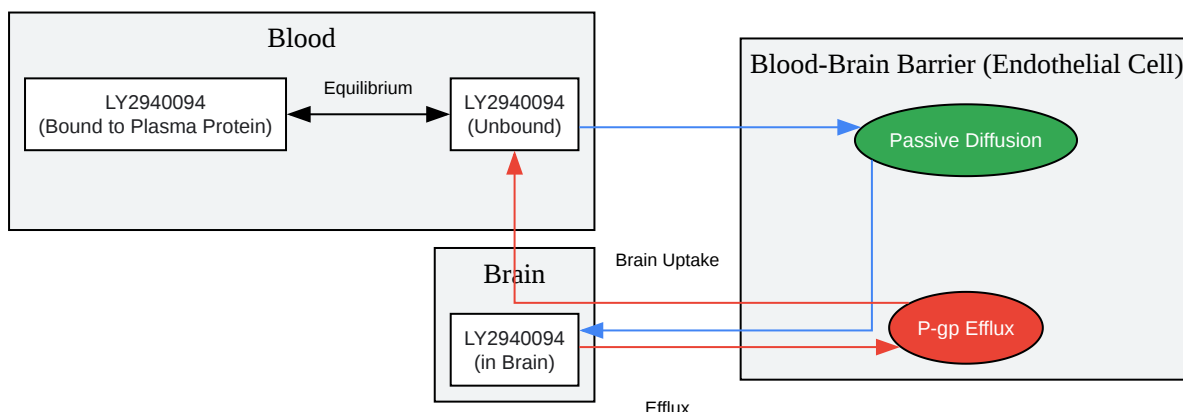 Blood
LY2940094
(Bound to Plasma Protein)
Equilibrium
LY2940094
(Unbound)
Blood-Brain Barrier (Endothelial Cell)
Passive Diffusion
Brain Uptake
Brain
LY2940094
(in Brain)
P-gp Efflux
Efflux